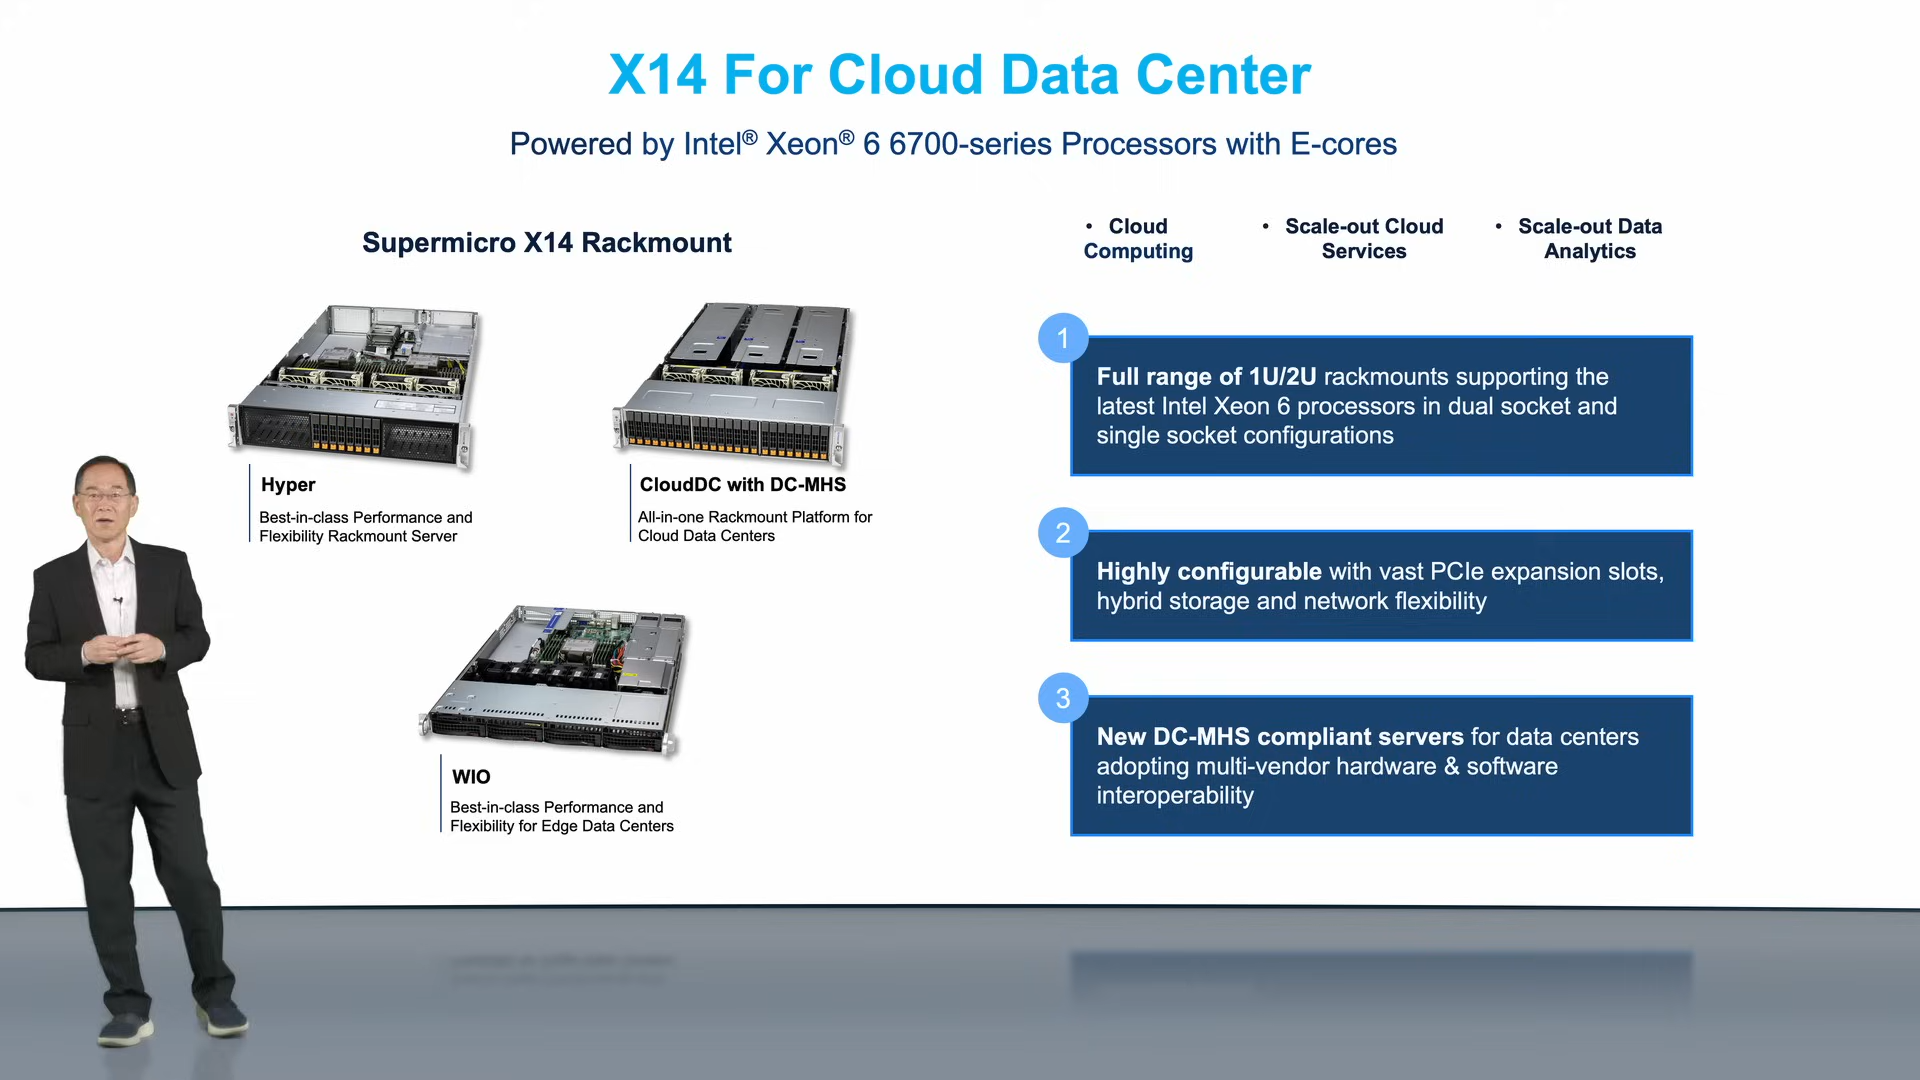 X14 For Cloud Data Center
Powered by Intel® Xeon® 6 6700-series Processors with E-cores
Supermicro X14 Rackmount
Hyper
Best-in-class Performance and
Flexibility Rackmount Server
CloudDC with DC-MHS
All-in-one Rackmount Platform for
Cloud Data Centers
WIO
Best-in-class Performance and
Flexibility for Edge Data Centers
• Cloud
Computing
• Scale-out Cloud
Services
• Scale-out Data
Analytics
1
Full range of 1U/2U rackmounts supporting the
latest Intel Xeon 6 processors in dual socket and
single socket configurations
2
Highly configurable with vast PCIe expansion slots,
hybrid storage and network flexibility
3
New DC-MHS compliant servers for data centers
adopting multi-vendor hardware & software
interoperability